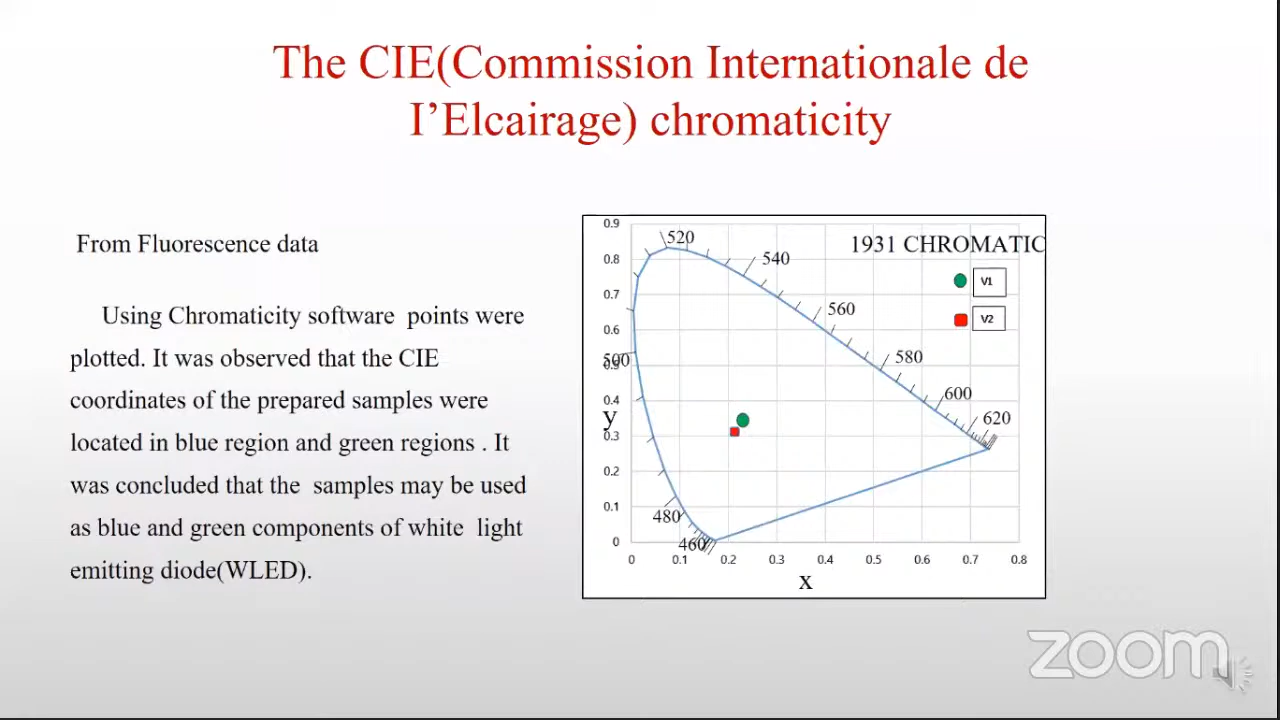 The CIE(Commission Internationale de
I’Elcairage) chromaticity
From Fluorescence data
Using Chromaticity software points were
plotted. It was observed that the CIE
coordinates of the prepared samples were
located in blue region and green regions . It
was concluded that the samples may be used
as blue and green components of white light
emitting diode(WLED).
1931 CHROMATIC
V1
V2
0.9
0.8
0.7
0.6
0.5
0.4
0.3
0.2
0.1
0
y
520
540
560
580
600
620
500
480
460
0 0.1 0.2 0.3 0.4 0.5 0.6 0.7 0.8
x
zoom